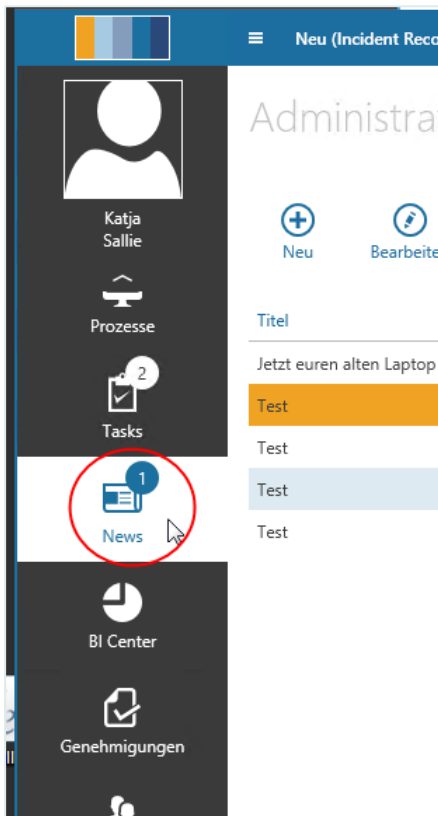 Neu (Incident Reco
Administra
Katja
Sallie
Neu
Bearbeite
Prozesse
Titel
Jetzt euren alten Laptop
2
Test
Tasks
Test
1
Test
News
Test
BI Center
Genehmigungen